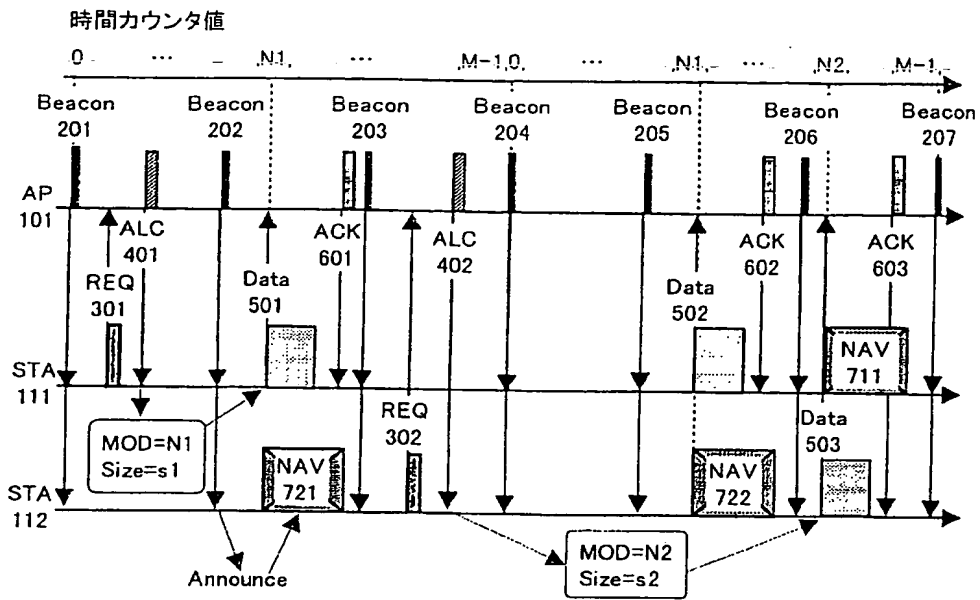 時間カウンタ値
0 … N1, … M-1,0, … N1, … N2, M-1,
Beacon 201
Beacon 202
Beacon 203
Beacon 204
Beacon 205
Beacon 206
Beacon 207
AP 101
ALC 401
ACK 601
ALC 402
ACK 602
ACK 603
REQ 301
Data 501
Data 502
NAV 711
STA 111
MOD=N1
Size=s1
REQ 302
Data 503
NAV 721
NAV 722
STA 112
Announce
MOD=N2
Size=s2